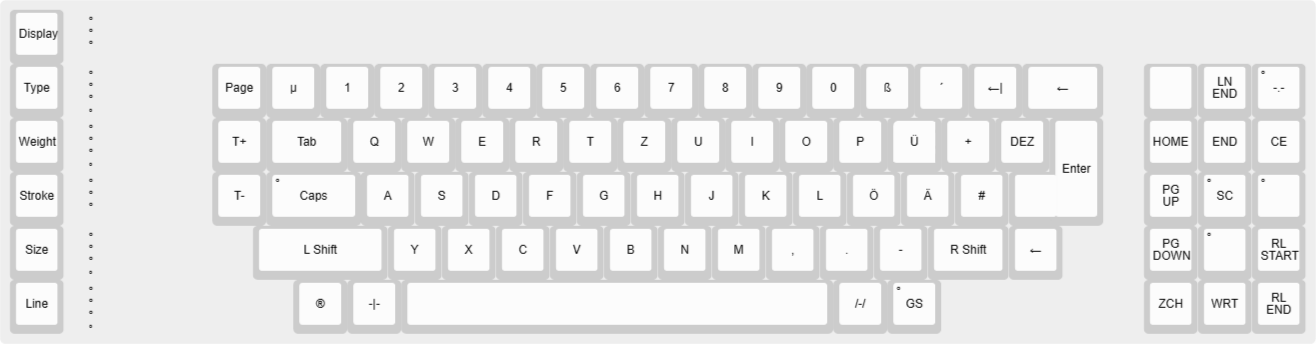 Display
Type
Page µ 1 2 3 4 5 6 7 8 9 0 ß ´ ←| ←
LN
END
-.-
Weight
T+ Tab Q W E R T Z U I O P Ü + DEZ
Enter
HOME END CE
Stroke
T- Caps A S D F G H J K L Ö Ä #
PG
UP
SC
Size
L Shift Y X C V B N M , . - R Shift ←
PG
DOWN
RL
START
Line
® -|- /-/ GS
ZCH WRT
RL
END